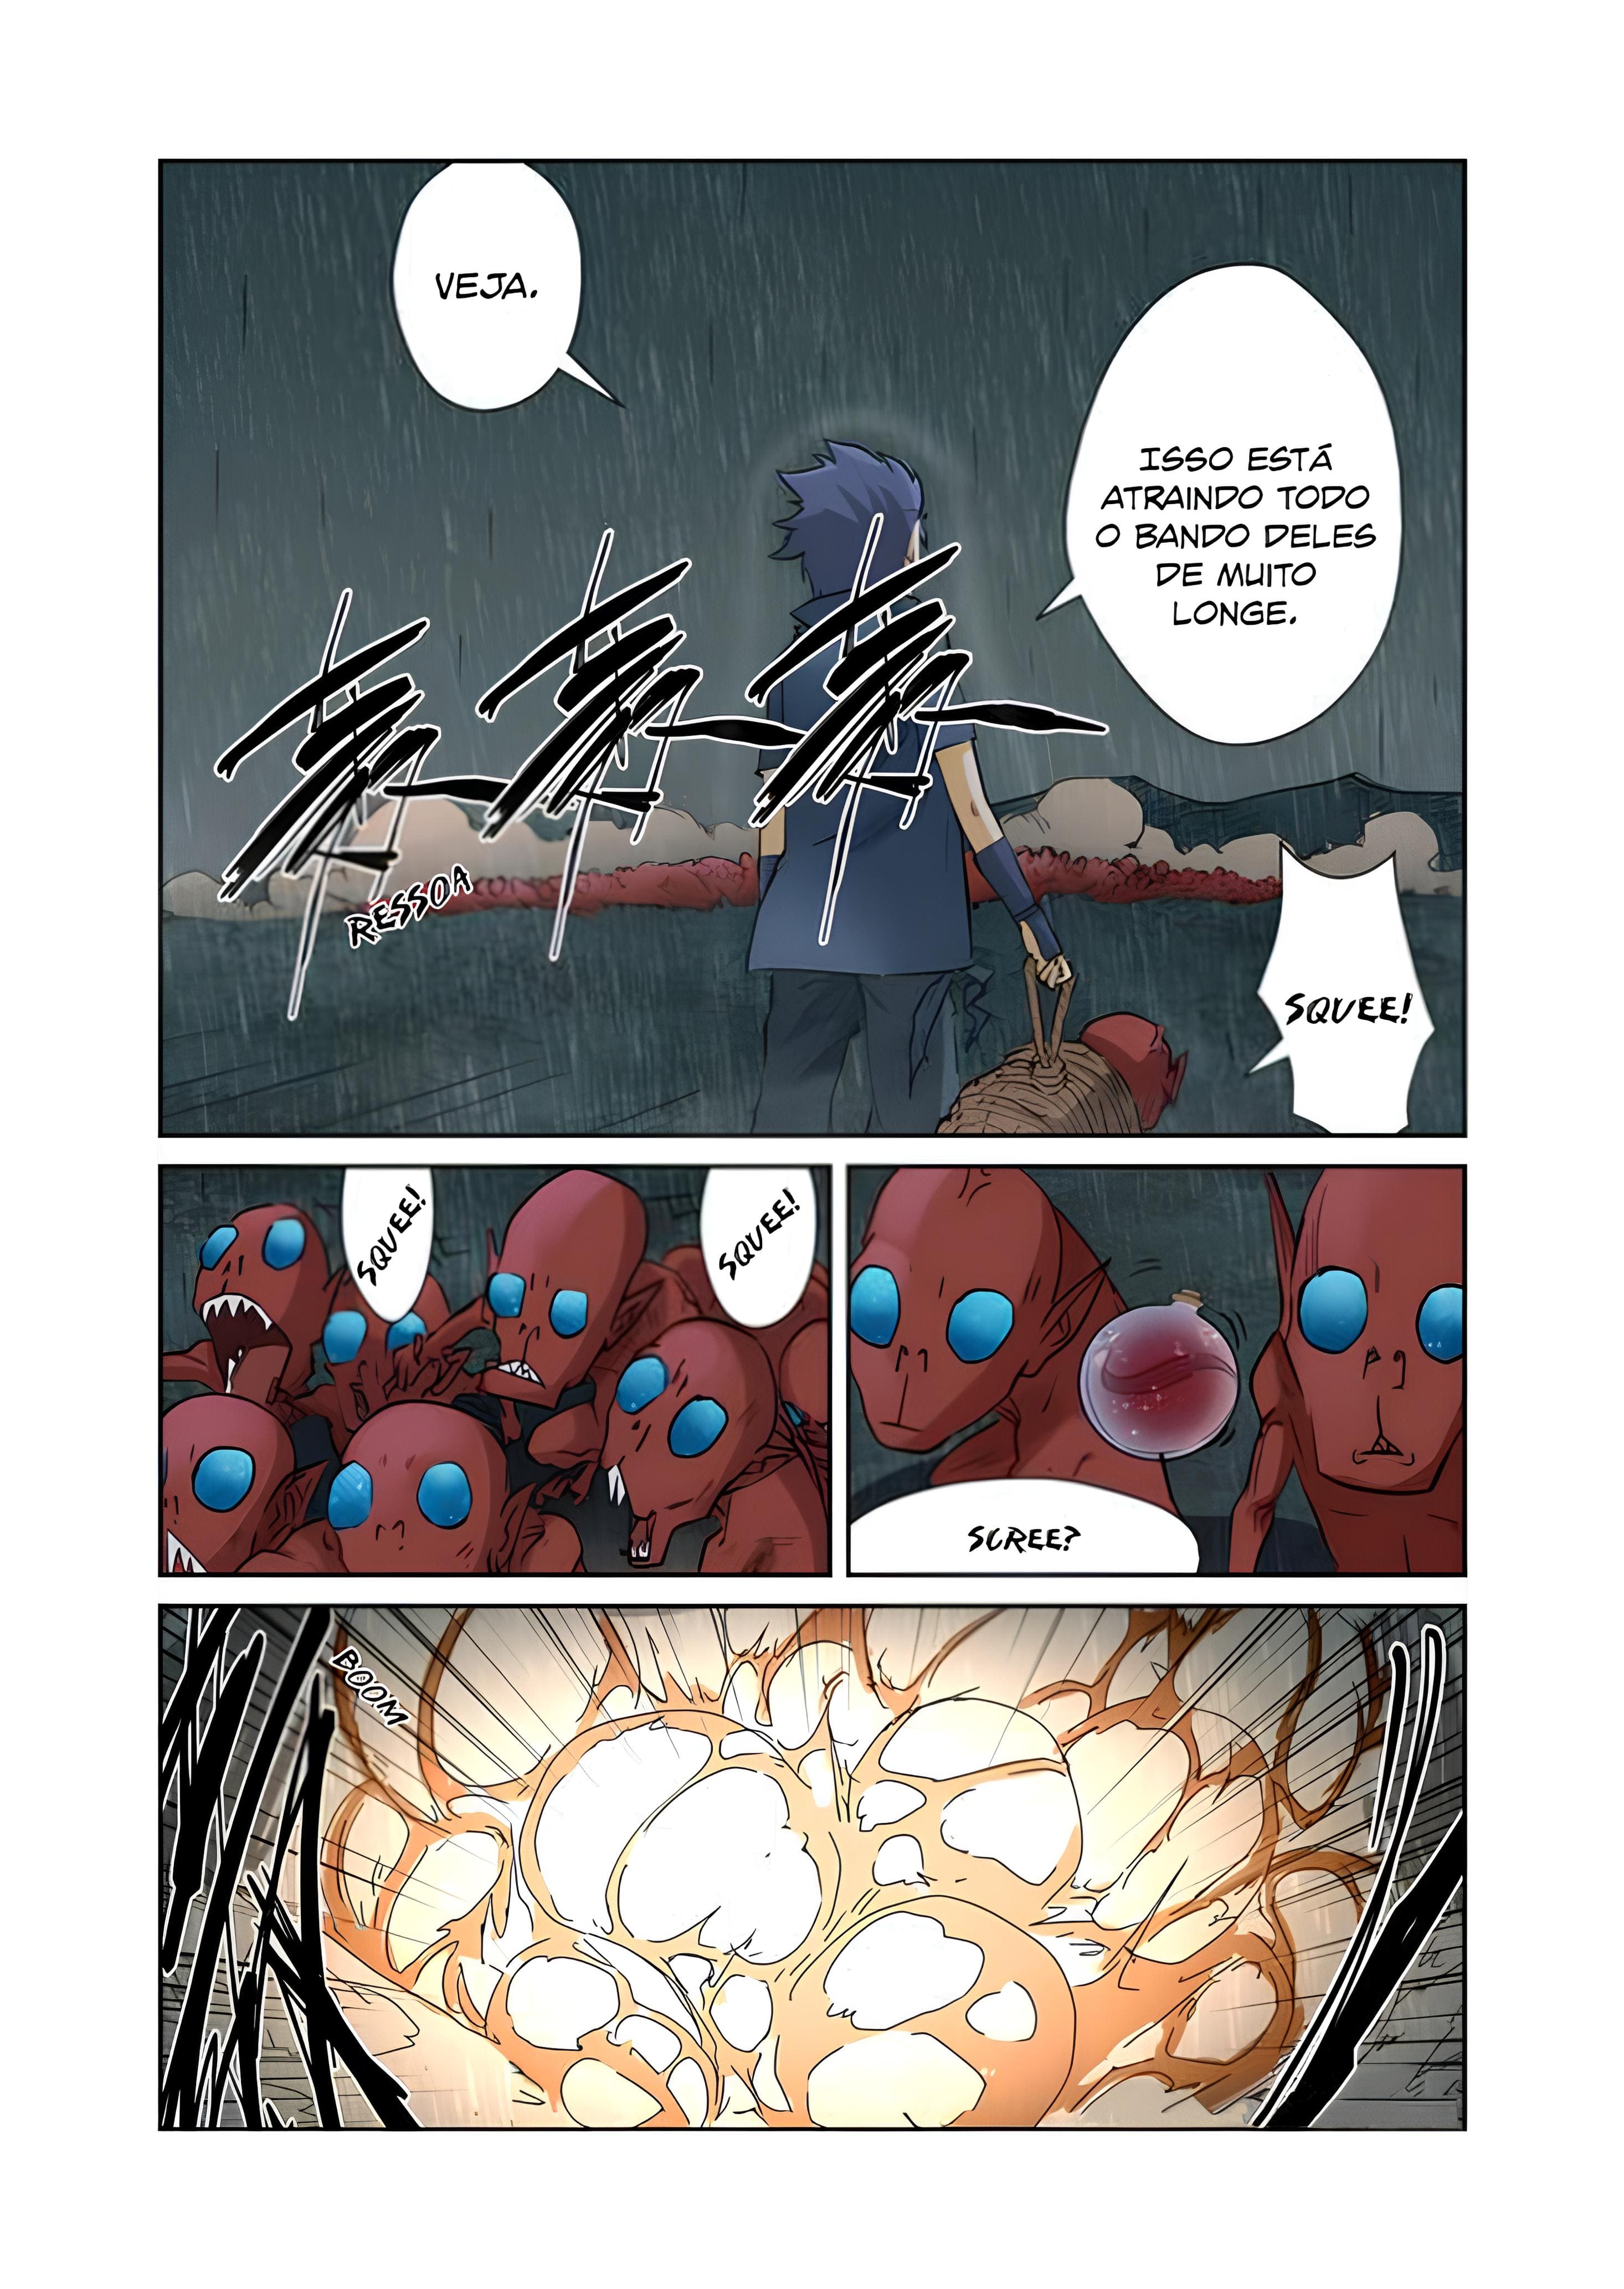 VEJA.
ISSO ESTÁ
ATRAINDO TODO
O BANDO DELES
DE MUITO
LONGE.
RESSOA
SQUEE!
SQUEE!
SQUEE!
SCREE?
BOOM